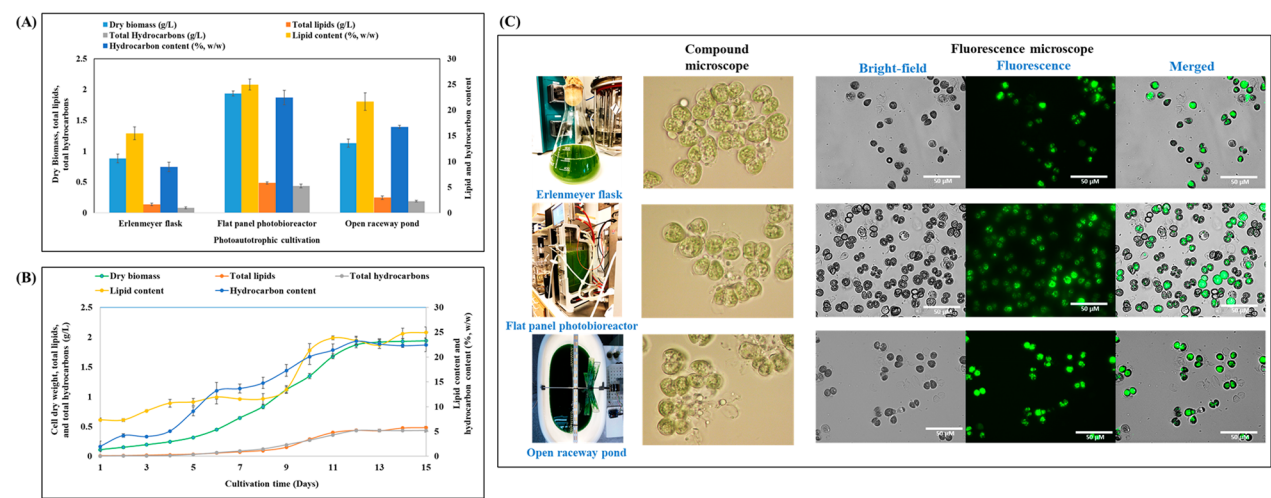 (A)
Dry biomass (g/L)
Total lipids (g/L)
Total Hydrocarbons (g/L)
Lipid content (%, w/w)
Hydrocarbon content (%, w/w)
Dry Biomass, total lipids,
total hydrocarbons
2.5
2
1.5
1
0.5
0
30
25
20
15
10
5
0
Lipid and hydrocarbon content
Erlenmeyer flask
Flat panel photobioreactor
Open raceway pond
Photoautotrophic cultivation
(B)
Dry biomass
Total lipids
Total hydrocarbons
Lipid content
Hydrocarbon content
Cell dry weight, total lipids,
and total hydrocarbons (g/L)
2.5
2
1.5
1
0.5
0
30
25
20
15
10
5
0
Lipid content and
hydrocarbon content (%, w/w)
1 3 5 7 9 11 13 15
Cultivation time (Days)
(C)
Compound
microscope
Fluorescence microscope
Bright-field
Fluorescence
Merged
Erlenmeyer flask
50 µM
50 µM
50 µM
Flat panel photobioreactor
50 µM
50 µM
50 µM
Open raceway pond
50 µM
50 µM
50 µM